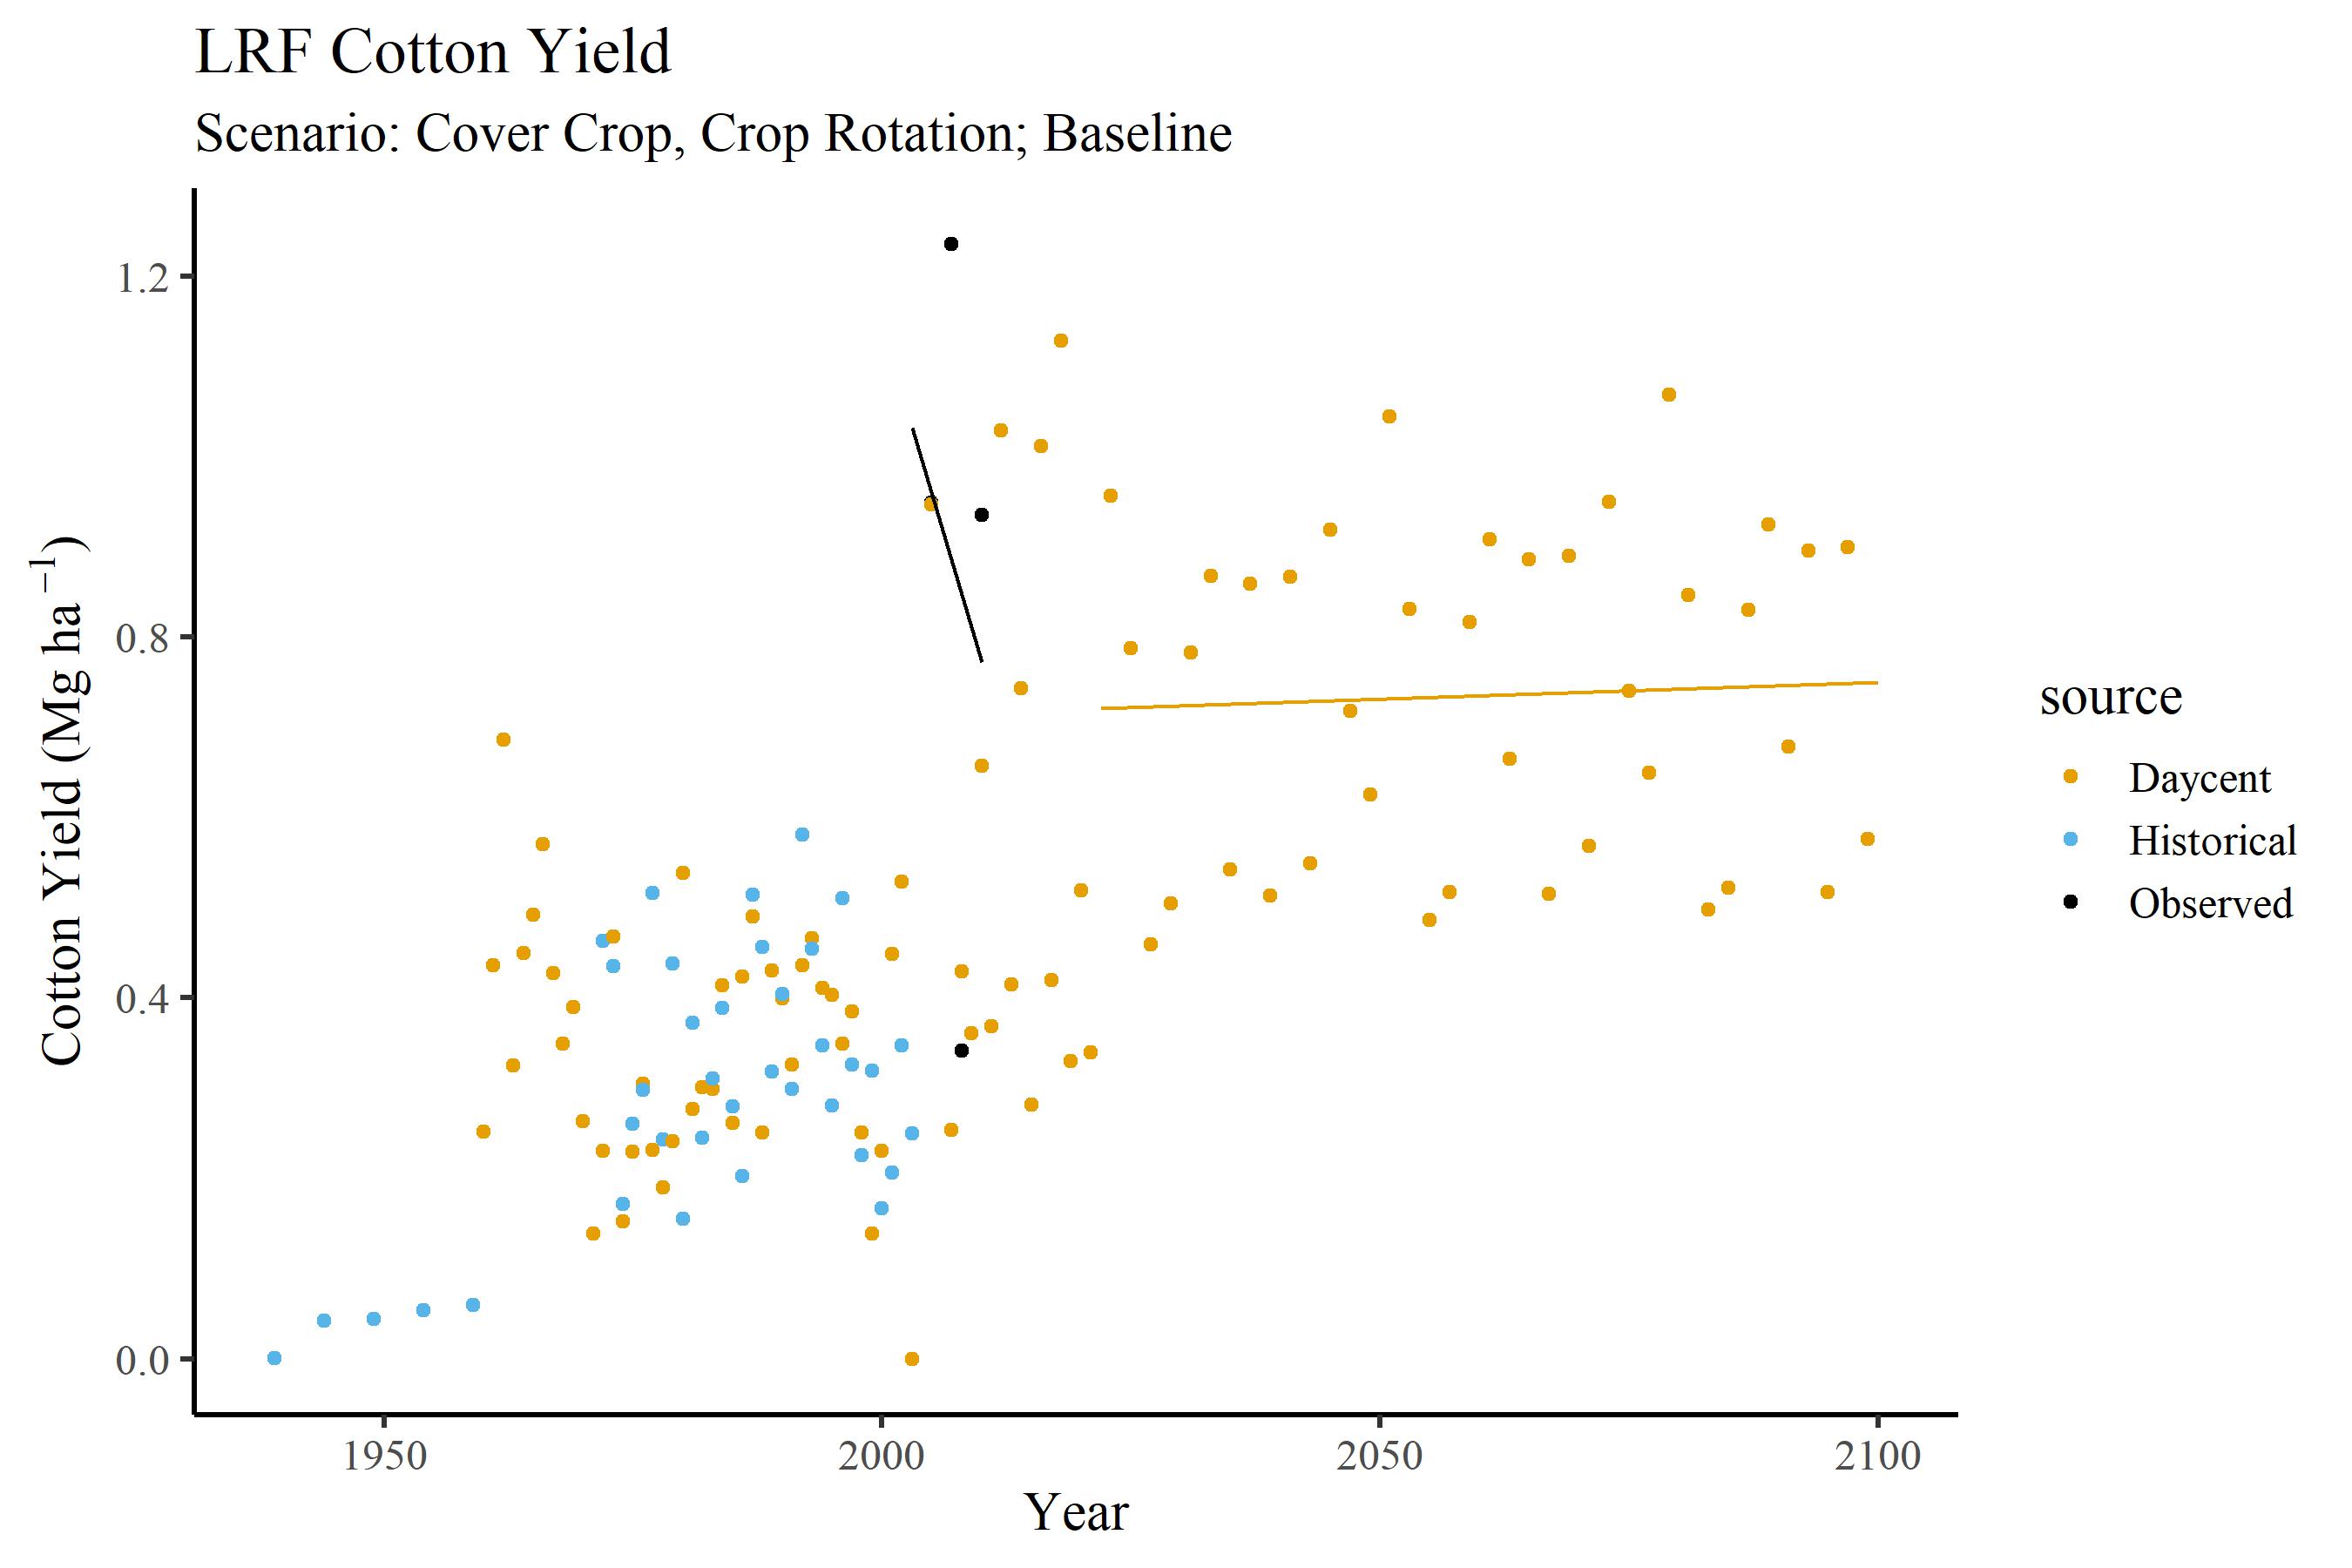 LRF Cotton Yield
Scenario: Cover Crop, Crop Rotation; Baseline
Cotton Yield (Mg ha⁻¹)
1.2
0.8
0.4
0.0
1950 2000 2050 2100
Year
source
Daycent
Historical
Observed